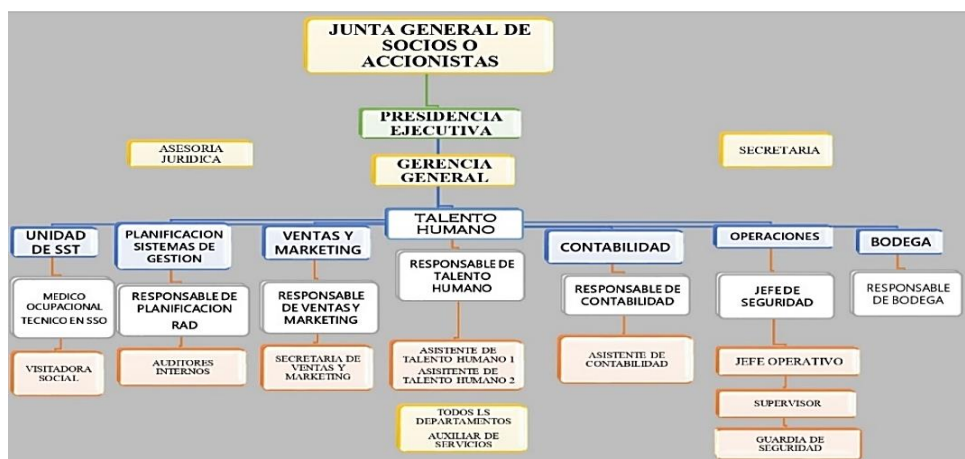 JUNTA GENERAL DE
SOCIOS O
ACCIONISTAS
PRESIDENCIA
EJECUTIVA
ASESORIA
JURIDICA
SECRETARIA
GERENCIA
GENERAL
UNIDAD
DE SST
PLANIFICACION
SISTEMAS DE
GESTION
VENTAS Y
MARKETING
TALENTO
HUMANO
CONTABILIDAD
OPERACIONES
BODEGA
MEDICO
OCUPACIONAL
TECNICO EN SSO
RESPONSABLE DE
PLANIFICACION
RAD
RESPONSABLE
DE VENTAS Y
MARKETING
RESPONSABLE DE
TALENTO
HUMANO
RESPONSABLE DE
CONTABILIDAD
JEFE DE
SEGURIDAD
RESPONSABLE
DE BODEGA
VISITADORA
SOCIAL
AUDITORES
INTERNOS
SECRETARIA DE
VENTAS Y
MARKETING
ASISTENTE DE
TALENTO HUMANO 1
ASISITENTE DE
TALENTO HUMANO 2
ASISTENTE DE
CONTABILIDAD
JEFE OPERATIVO
SUPERVISOR
GUARDIA DE
SEGURIDAD
TODOS LS
DEPARTAMENTOS
AUXILIAR DE
SERVICIOS